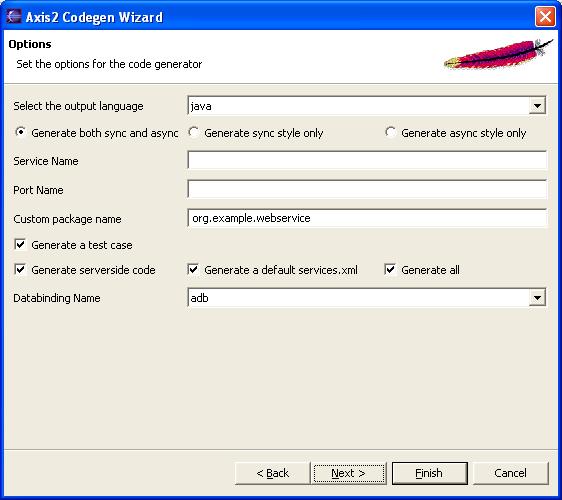 Axis2 Codegen Wizard
Options
Set the options for the code generator
Select the output language java
Generate both sync and async Generate sync style only Generate async style only
Service Name
Port Name
Custom package name org.example.webservice
Generate a test case
Generate serverside code Generate a default services.xml Generate all
Databinding Name adb
< Back Next > Finish Cancel